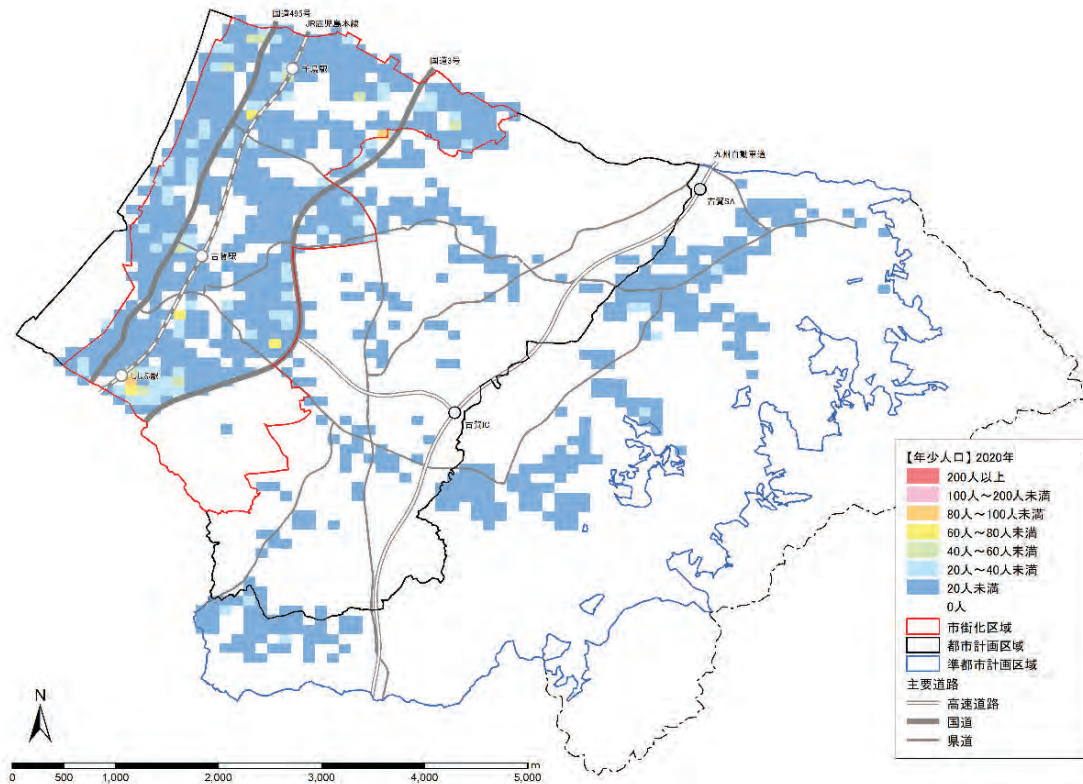 国道495号
JR鹿児島本線
国道3号
千鳥駅
九州自動車道
古賀SA
古賀駅
ししぶ駅
古賀IC
【年少人口】2020年
200人以上
100人～200人未満
80人～100人未満
60人～80人未満
40人～60人未満
20人～40人未満
20人未満
0人
市街化区域
都市計画区域
準都市計画区域
主要道路
高速道路
国道
県道
N
0 500 1,000 2,000 3,000 4,000 5,000 m